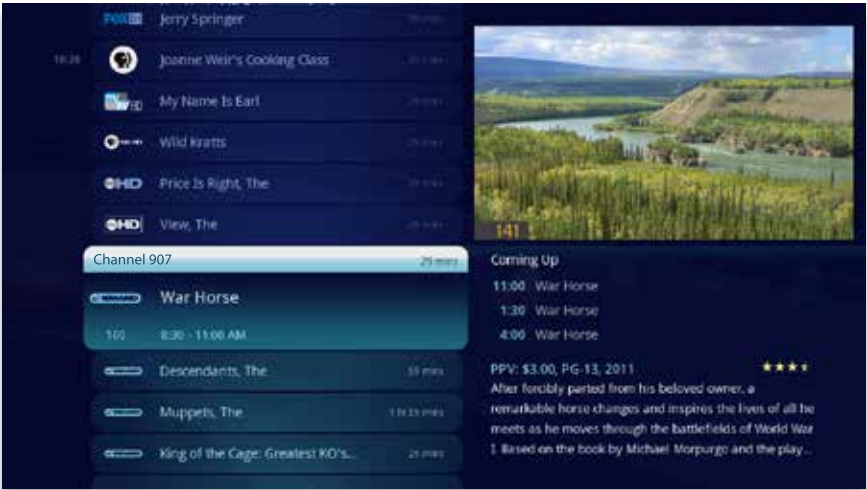 Jerry Springer
Joanne Weir's Cooking Class
My Name Is Earl
Wild Kratts
Price Is Right, The
View, The
Channel 907
29 mins
War Horse
8:30 - 11:00 AM
Descendants, The
Muppets, The
King of the Cage: Greatest KO's...
141
Coming Up
11:00 War Horse
1:30 War Horse
4:00 War Horse
PPV: $3.00, PG-13, 2011
After forcibly parted from his beloved owner, a
remarkable horse changes and inspires the lives of all he
meets as he moves through the battlefields of World War
I. Based on the book by Michael Morpurgo and the play...